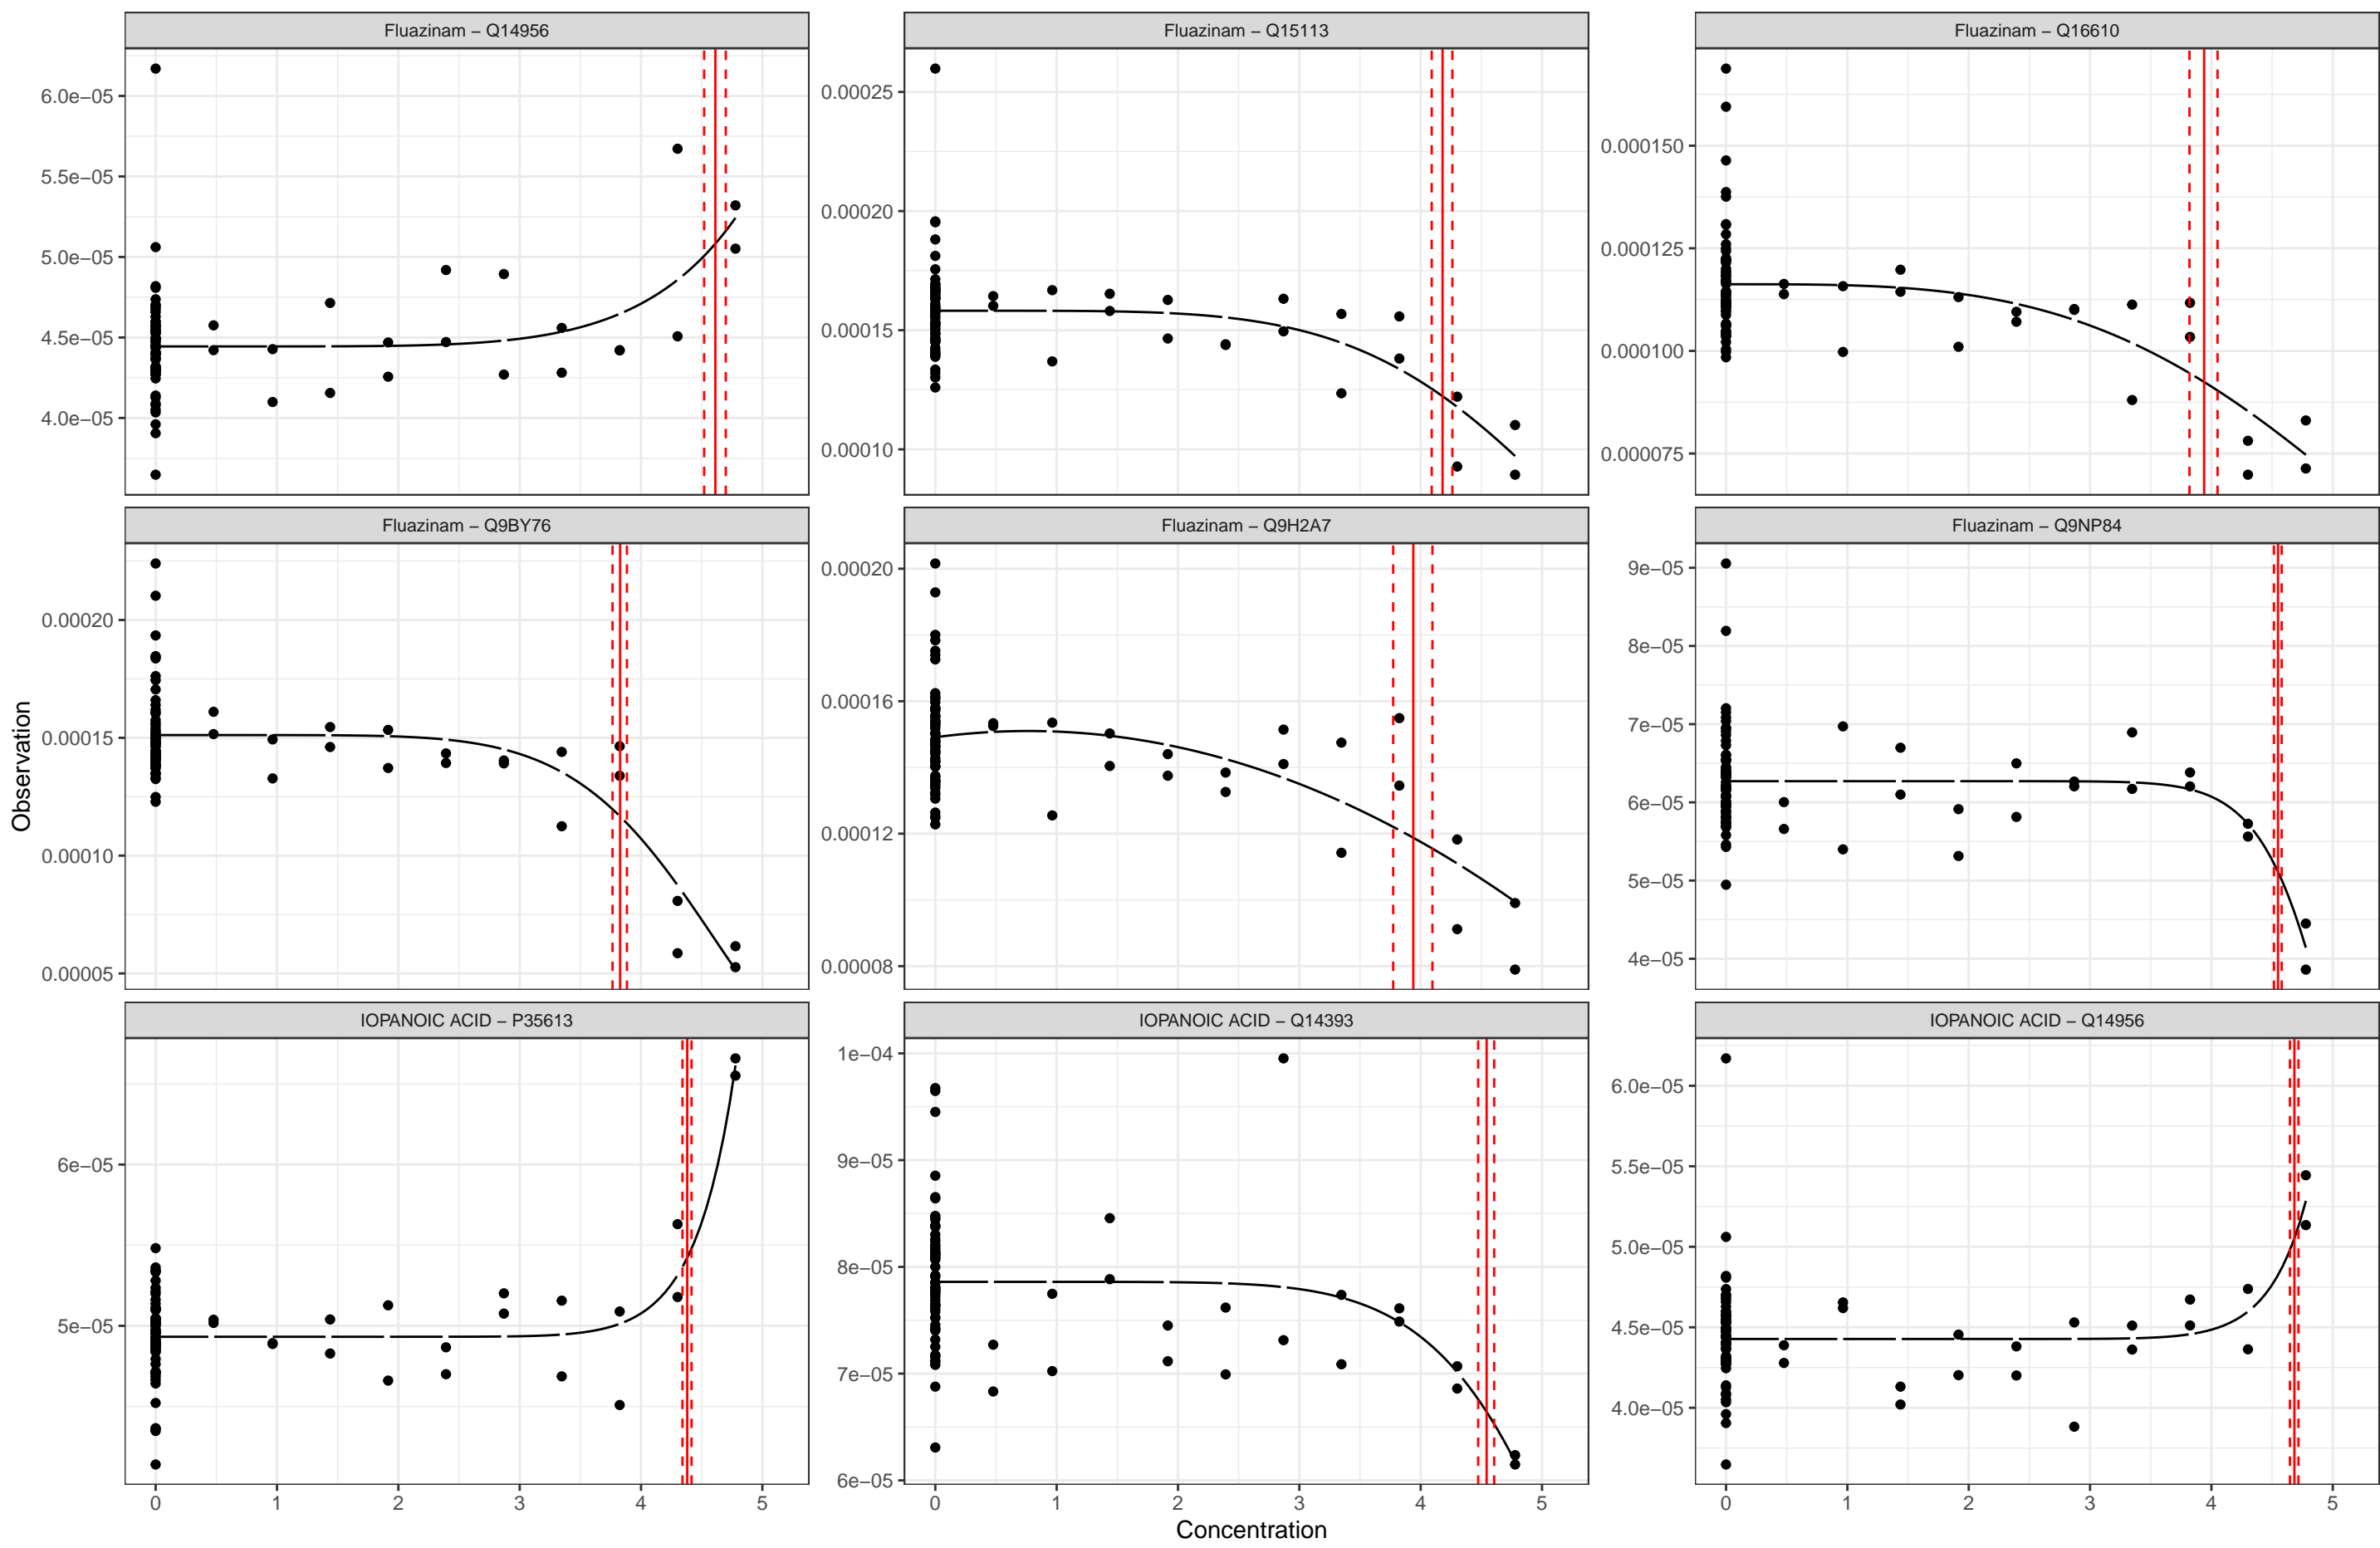 Fluazinam – Q14956
Fluazinam – Q15113
Fluazinam – Q16610
6.0e−05
5.5e−05
5.0e−05
4.5e−05
4.0e−05
0.00025
0.00020
0.00015
0.00010
0.000150
0.000125
0.000100
0.000075
Fluazinam – Q9BY76
Fluazinam – Q9H2A7
Fluazinam – Q9NP84
0.00020
0.00015
0.00010
0.00005
0.00020
0.00016
0.00012
0.00008
9e−05
8e−05
7e−05
6e−05
5e−05
4e−05
IOPANOIC ACID – P35613
IOPANOIC ACID – Q14393
IOPANOIC ACID – Q14956
6e−05
5e−05
1e−04
9e−05
8e−05
7e−05
6e−05
6.0e−05
5.5e−05
5.0e−05
4.5e−05
4.0e−05
0 1 2 3 4 5
0 1 2 3 4 5
0 1 2 3 4 5
Concentration
Observation